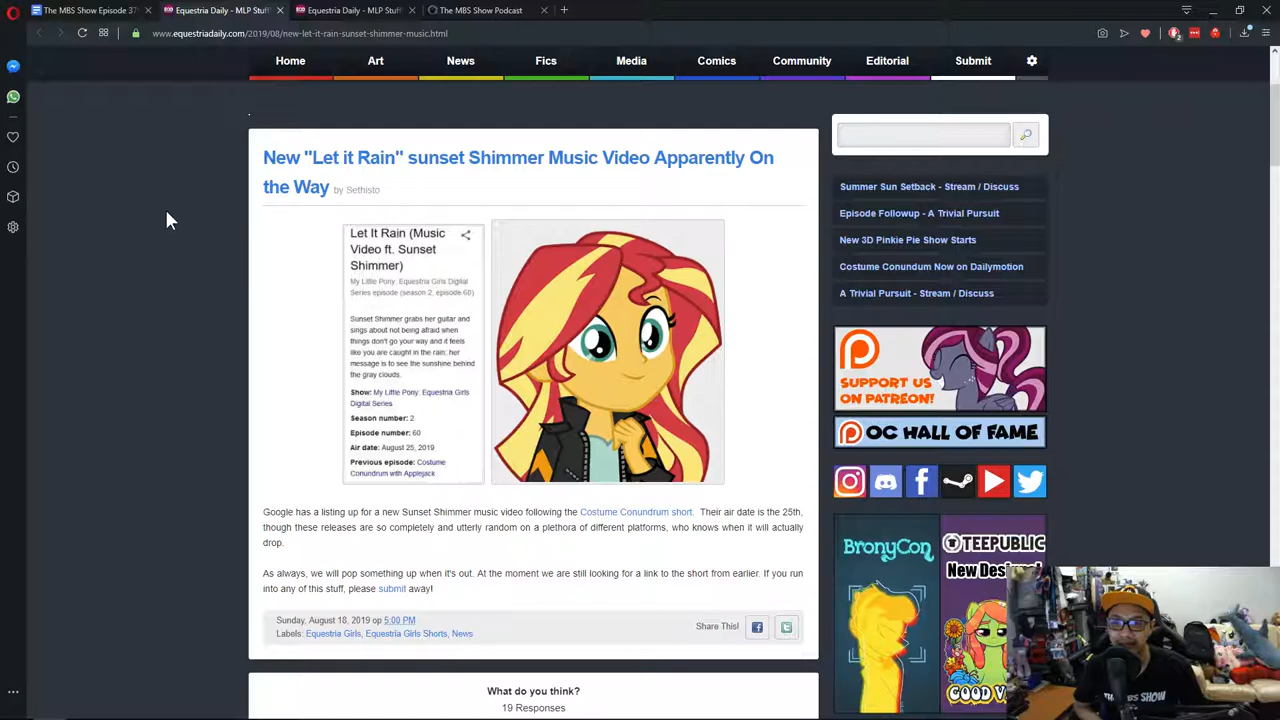 The MBS Show Episode 37
Equestria Daily - MLP Stuf
Equestria Daily - MLP Stuff
The MBS Show Podcast
www.equestriadaily.com/2019/08/new-let-it-rain-sunset-shimmer-music.html
Home Art News Fics Media Comics Community Editorial Submit
New "Let it Rain" sunset Shimmer Music Video Apparently On
the Way by Sethisto
Let It Rain (Music
Video ft. Sunset
Shimmer)
My Little Pony: Equestria Girls Digital
Series episode (season 2, episode 60)
Sunset Shimmer grabs her guitar and
sings about not being afraid when
things don't go your way and it feels
like you are caught in the rain: her
message is to see the sunshine behind
the gray clouds.
Show: My Little Pony: Equestria Girls
Digital Series
Season number: 2
Episode number: 60
Air date: August 25, 2019
Previous episode: Costume
Conundrum with Applejack
Google has a listing up for a new Sunset Shimmer music video following the Costume Conundrum short. Their air date is the 25th,
though these releases are so completely and utterly random on a plethora of different platforms, who knows when it will actually
drop.
As always, we will pop something up when it's out. At the moment we are still looking for a link to the short from earlier. If you run
into any of this stuff, please submit away!
Sunday, August 18, 2019 op 5:00 PM
Labels: Equestria Girls, Equestria Girls Shorts, News
Share This!
What do you think?
19 Responses
Summer Sun Setback - Stream / Discuss
Episode Followup - A Trivial Pursuit
New 3D Pinkie Pie Show Starts
Costume Conundrum Now on Dailymotion
A Trivial Pursuit - Stream / Discuss
SUPPORT US
ON PATREON!
OC HALL OF FAME
BRONYCON
TEEPUBLIC
New Design
GOOD V
THE MBS SHOW